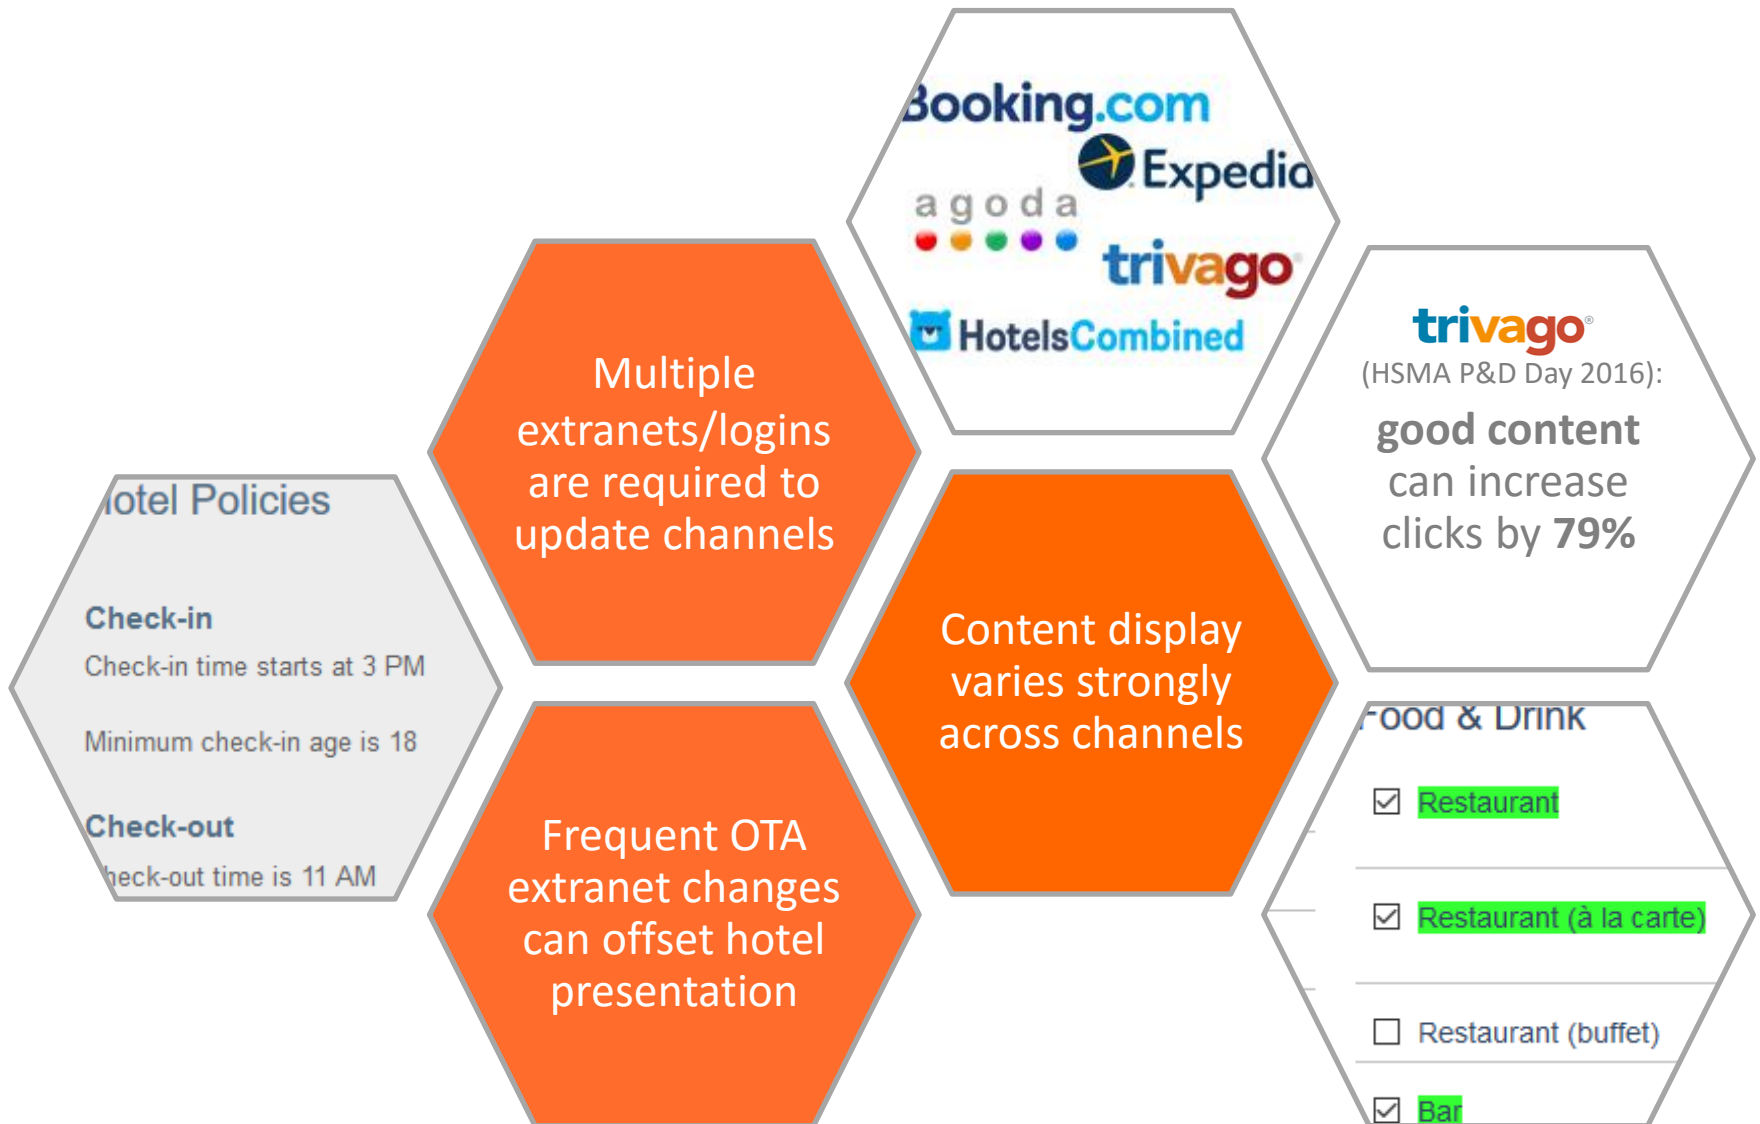 Booking.com
Expedia
agoda
trivago
HotelsCombined
Multiple
extranets/logins
are required to
update channels
trivago®
(HSMA P&D Day 2016):
good content
can increase
clicks by 79%
Hotel Policies
Check-in
Check-in time starts at 3 PM
Minimum check-in age is 18
Check-out
Check-out time is 11 AM
Content display
varies strongly
across channels
Frequent OTA
extranet changes
can offset hotel
presentation
Food & Drink
Restaurant
Restaurant (à la carte)
Restaurant (buffet)
Bar